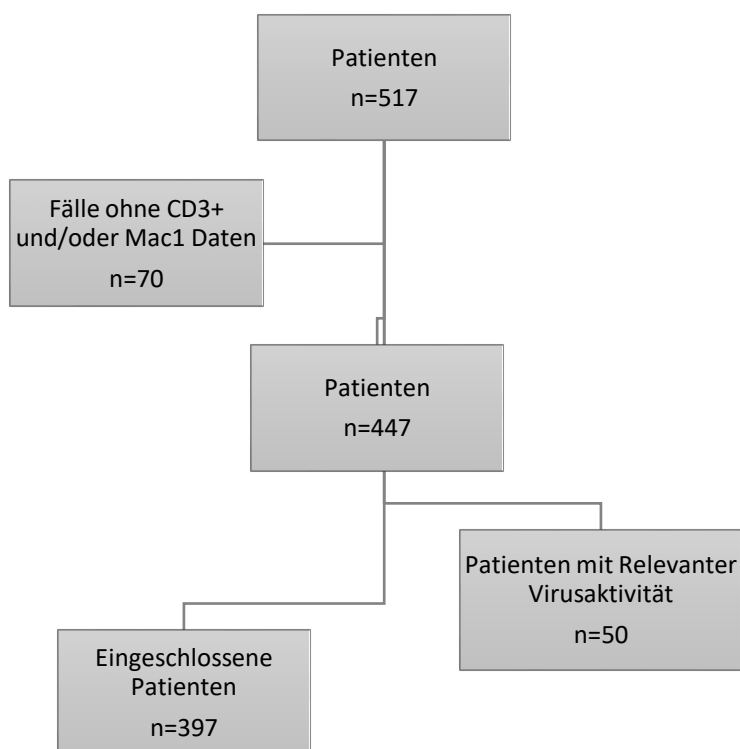 Patienten
n=517
Fälle ohne CD3+
und/oder Mac1 Daten
n=70
Patienten
n=447
Patienten mit Relevanter
Virusaktivität
n=50
Eingeschlossene
Patienten
n=397